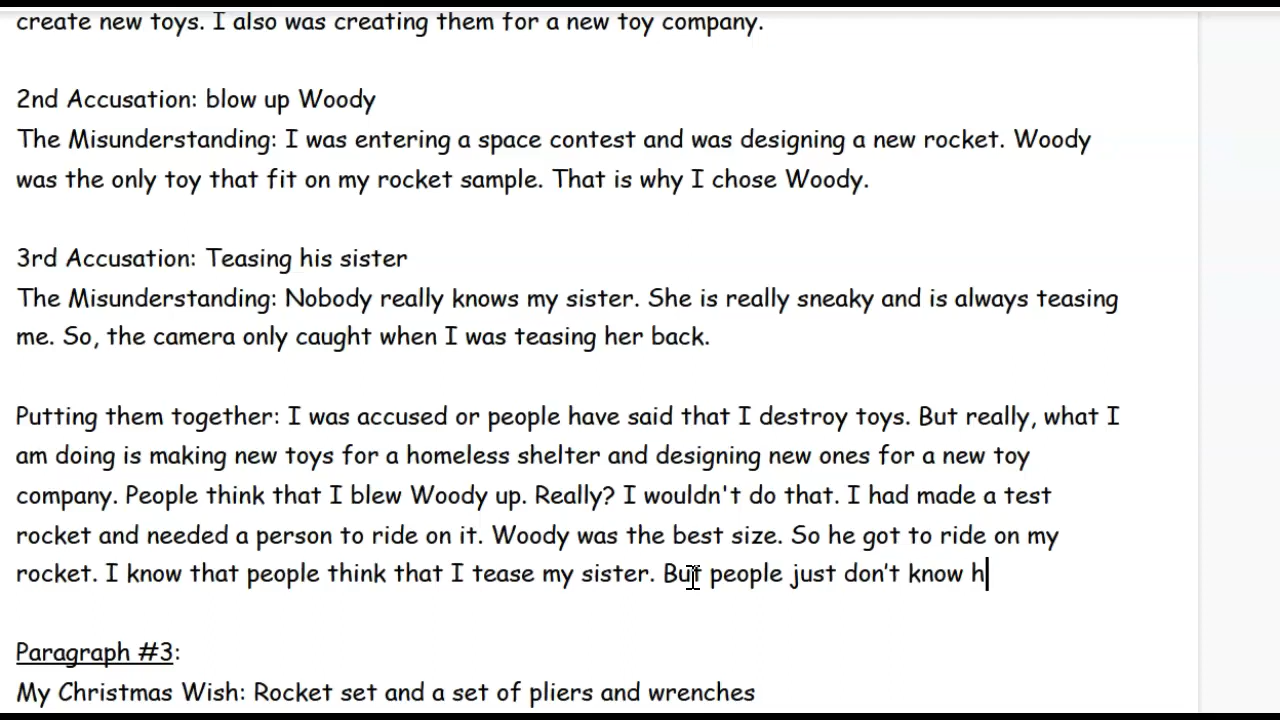 create new toys. I also was creating them for a new toy company.
2nd Accusation: blow up Woody
The Misunderstanding: I was entering a space contest and was designing a new rocket. Woody
was the only toy that fit on my rocket sample. That is why I chose Woody.
3rd Accusation: Teasing his sister
The Misunderstanding: Nobody really knows my sister. She is really sneaky and is always teasing
me. So, the camera only caught when I was teasing her back.
Putting them together: I was accused or people have said that I destroy toys. But really, what I
am doing is making new toys for a homeless shelter and designing new ones for a new toy
company. People think that I blew Woody up. Really? I wouldn't do that. I had made a test
rocket and needed a person to ride on it. Woody was the best size. So he got to ride on my
rocket. I know that people think that I tease my sister. But people just don't know h
Paragraph #3:
My Christmas Wish: Rocket set and a set of pliers and wrenches